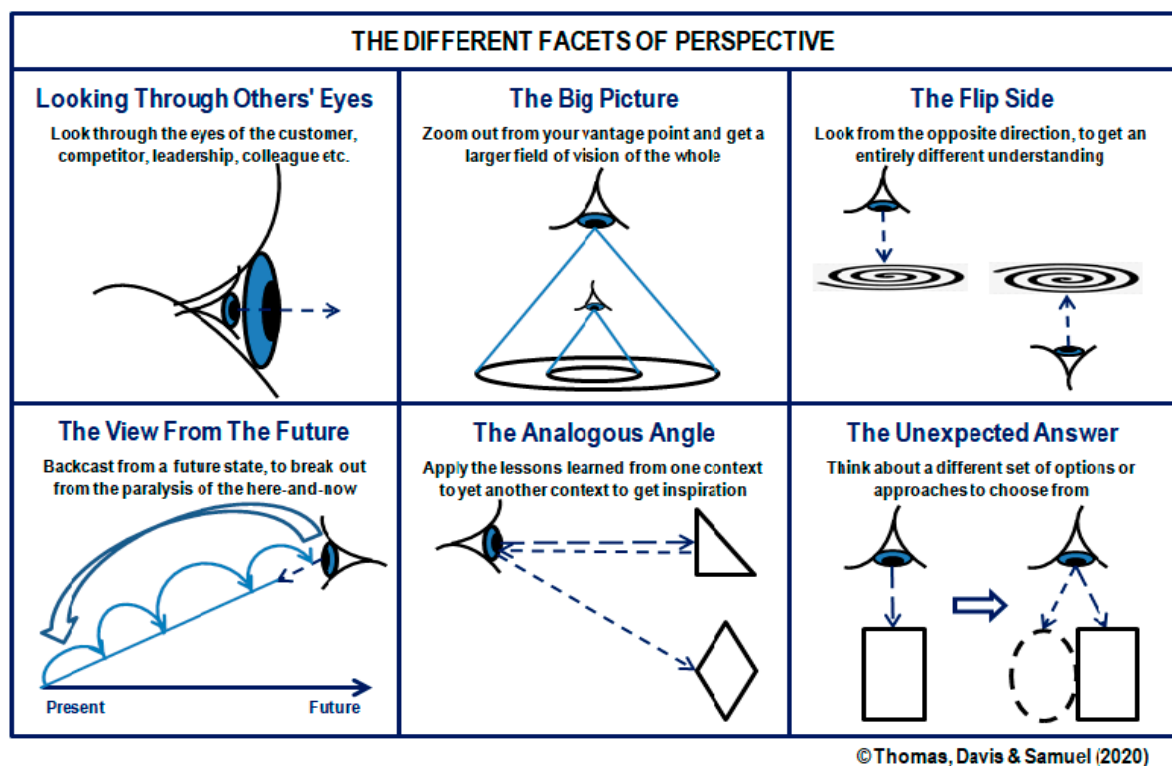 THE DIFFERENT FACETS OF PERSPECTIVE
Looking Through Others' Eyes
Look through the eyes of the customer,
competitor, leadership, colleague etc.
The Big Picture
Zoom out from your vantage point and get a
larger field of vision of the whole
The Flip Side
Look from the opposite direction, to get an
entirely different understanding
The View From The Future
Backcast from a future state, to break out
from the paralysis of the here-and-now
Present
Future
The Analogous Angle
Apply the lessons learned from one context
to yet another context to get inspiration
The Unexpected Answer
Think about a different set of options or
approaches to choose from
© Thomas, Davis & Samuel (2020)